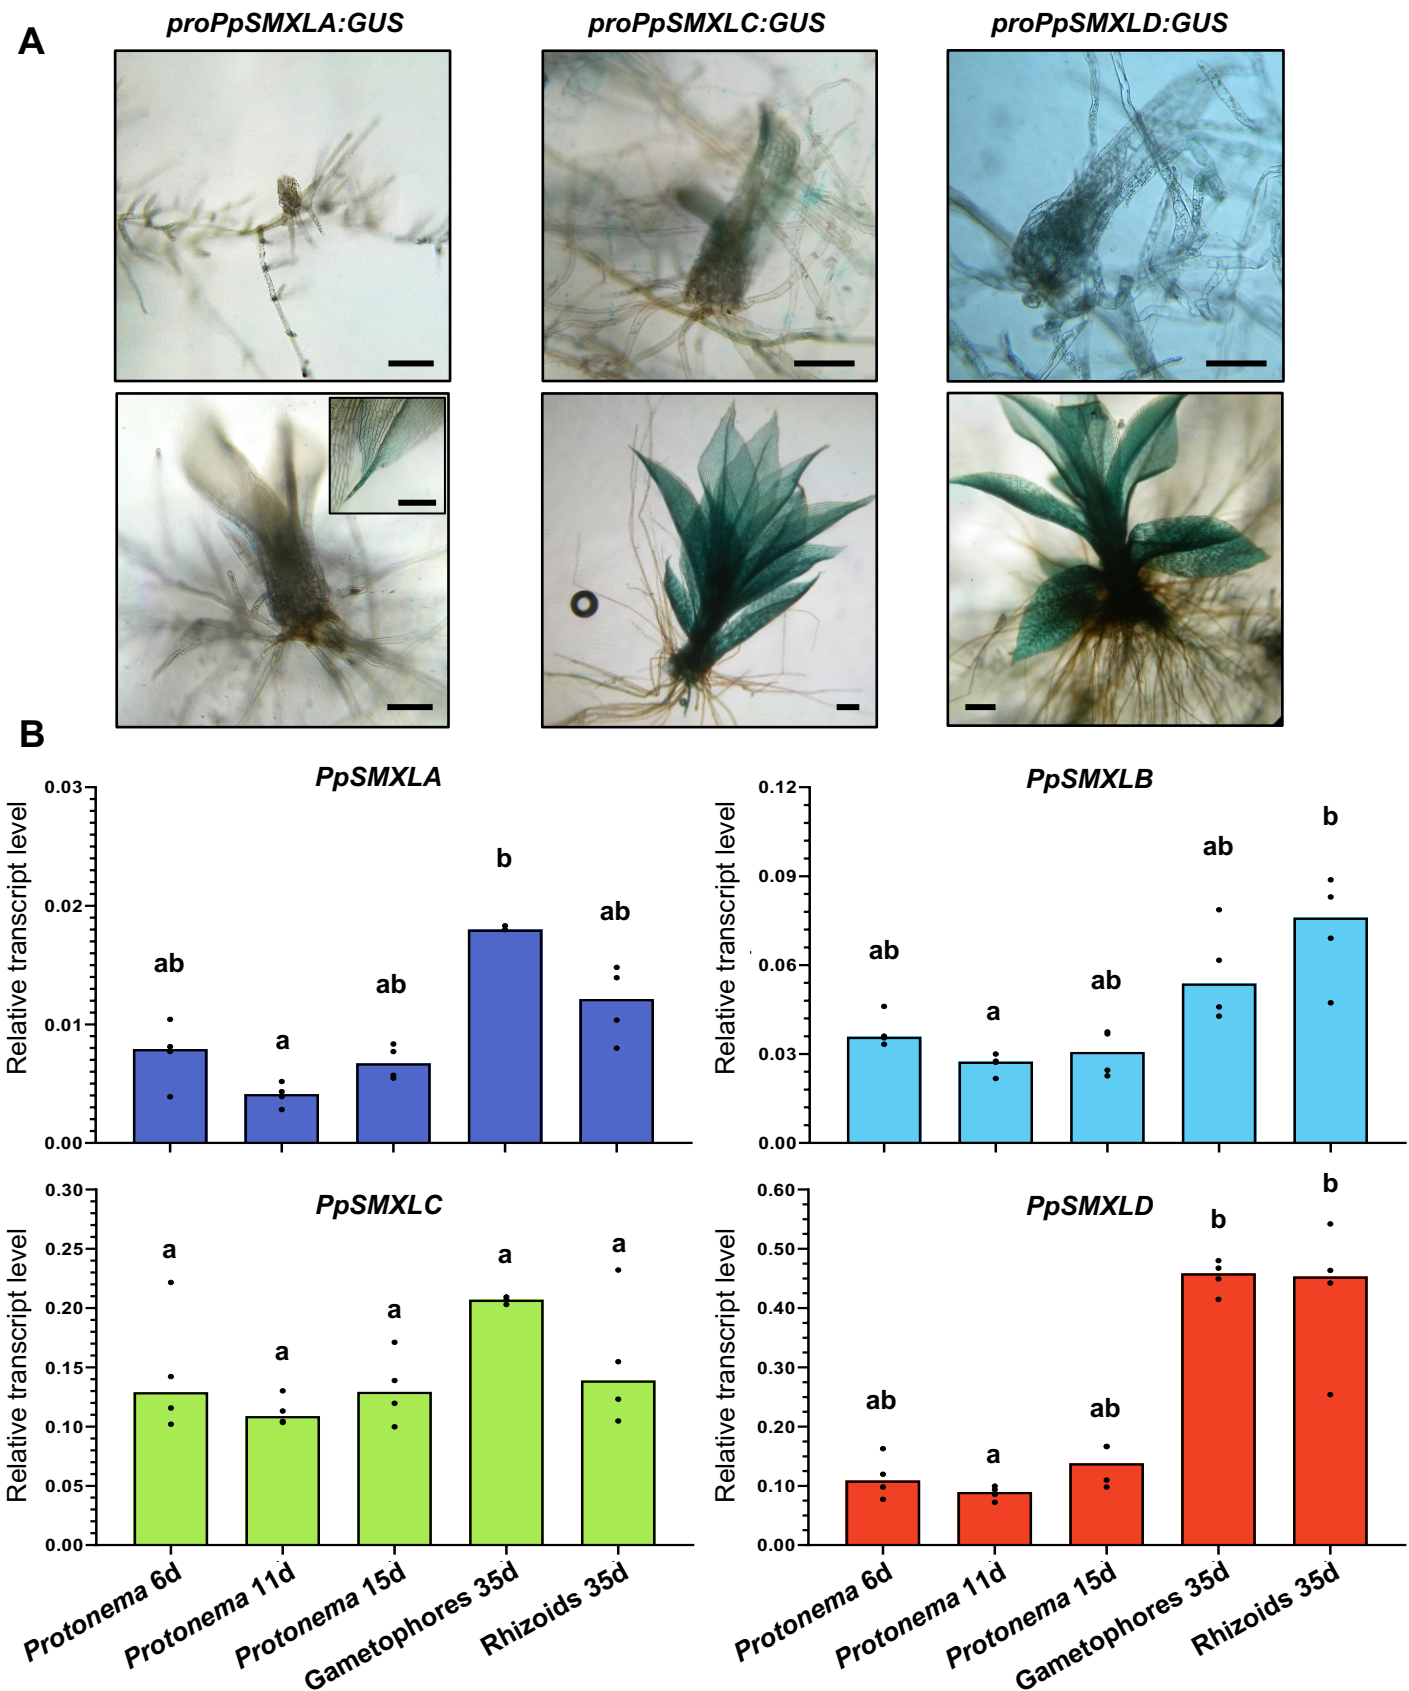 A
proPpSMXLA:GUS
proPpSMXLC:GUS
proPpSMXLD:GUS
B
PpSMXLA
Relative transcript level
0.03
0.02
0.01
0.00
ab
a
ab
b
ab
PpSMXLB
Relative transcript level
0.12
0.09
0.06
0.03
0.00
ab
a
ab
ab
b
PpSMXLC
Relative transcript level
0.30
0.25
0.20
0.15
0.10
0.05
0.00
a
a
a
a
a
Protonema 6d
Protonema 11d
Protonema 15d
Gametophores 35d
Rhizoids 35d
PpSMXLD
Relative transcript level
0.60
0.50
0.40
0.30
0.20
0.10
0.00
ab
a
ab
b
b
Protonema 6d
Protonema 11d
Protonema 15d
Gametophores 35d
Rhizoids 35d